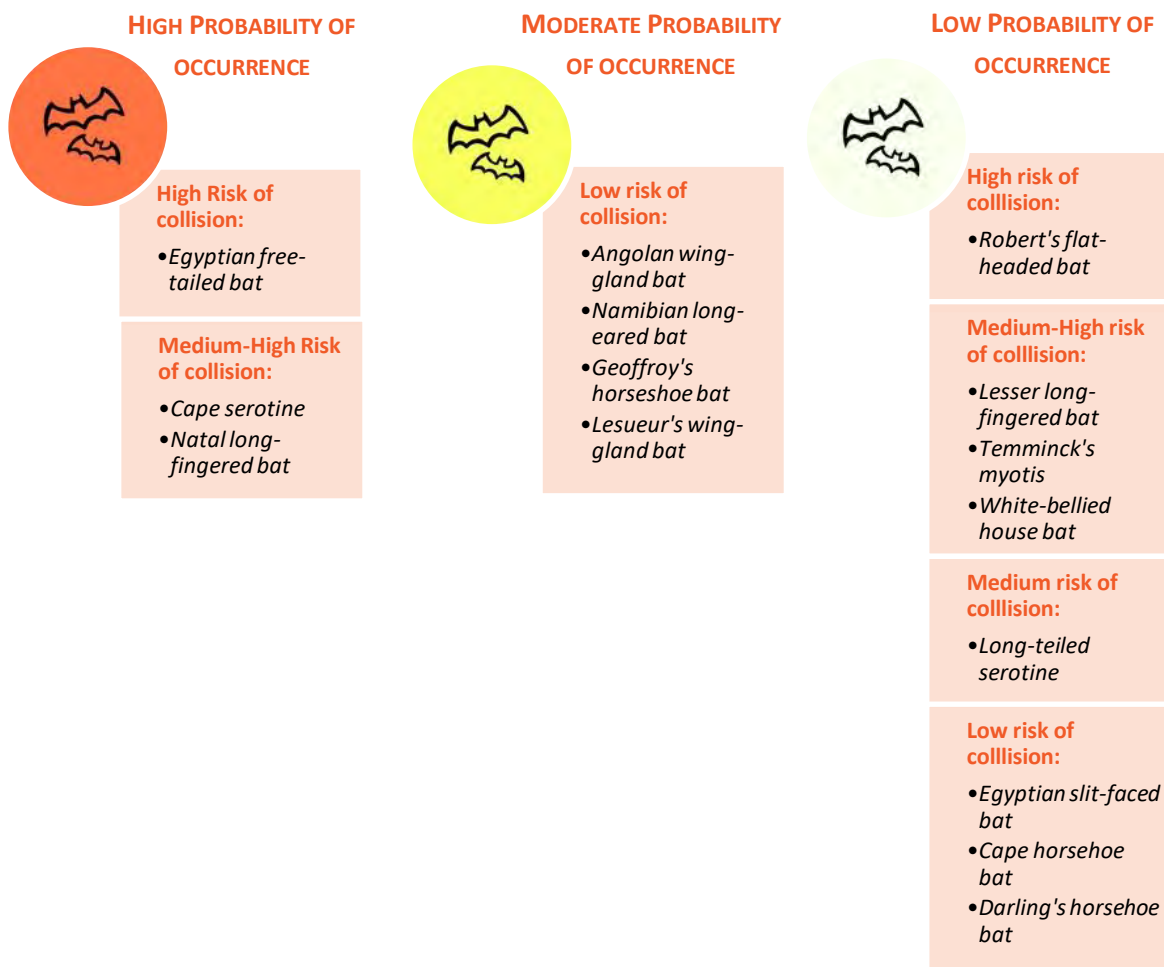 HIGH PROBABILITY OF
OCCURRENCE
High Risk of
collision:
•Egyptian free-
tailed bat
Medium-High Risk
of collision:
•Cape serotine
•Natal long-
fingered bat
MODERATE PROBABILITY
OF OCCURRENCE
Low risk of
collision:
•Angolan wing-
gland bat
•Namibian long-
eared bat
•Geoffroy's
horseshoe bat
•Lesueur's wing-
gland bat
LOW PROBABILITY OF
OCCURRENCE
High risk of
colllision:
•Robert's flat-
headed bat
Medium-High risk
of colllision:
•Lesser long-
fingered bat
•Temminck's
myotis
•White-bellied
house bat
Medium risk of
colllision:
•Long-teiled
serotine
Low risk of
colllision:
•Egyptian slit-faced
bat
•Cape horsehoe
bat
•Darling's horsehoe
bat